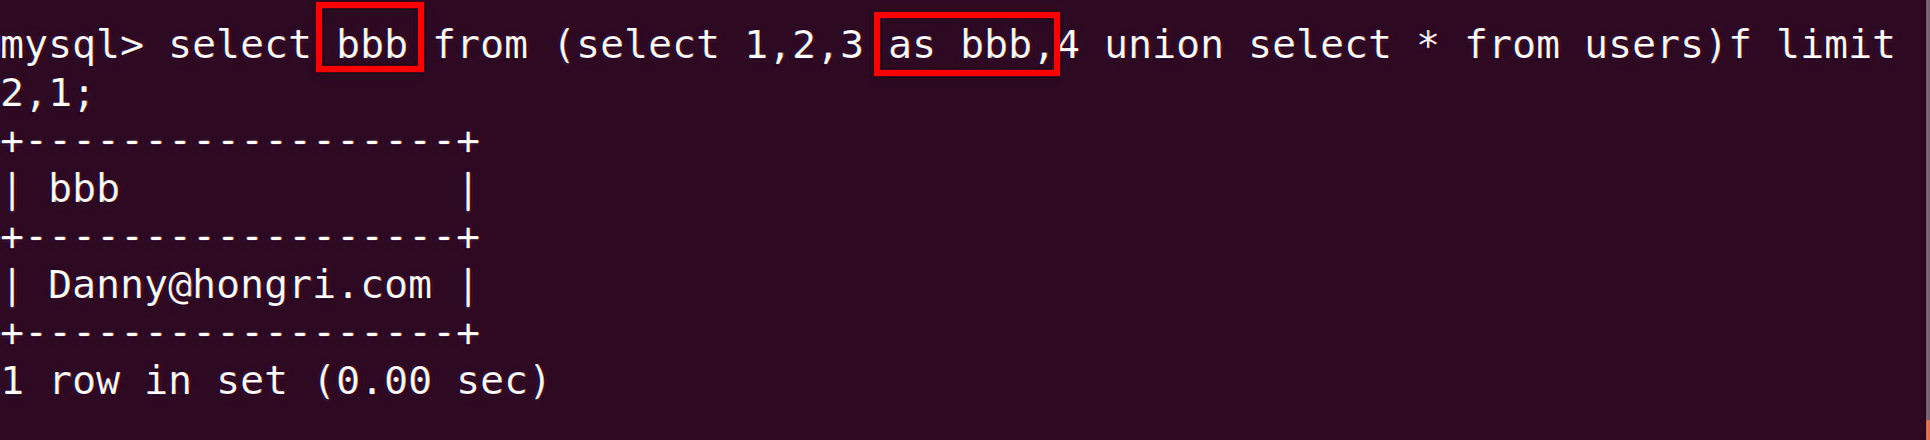 mysql> select bbb from (select 1,2,3 as bbb,4 union select * from users)f limit
2,1;
+------------------+
| bbb              |
+------------------+
| Danny@hongri.com |
+------------------+
1 row in set (0.00 sec)